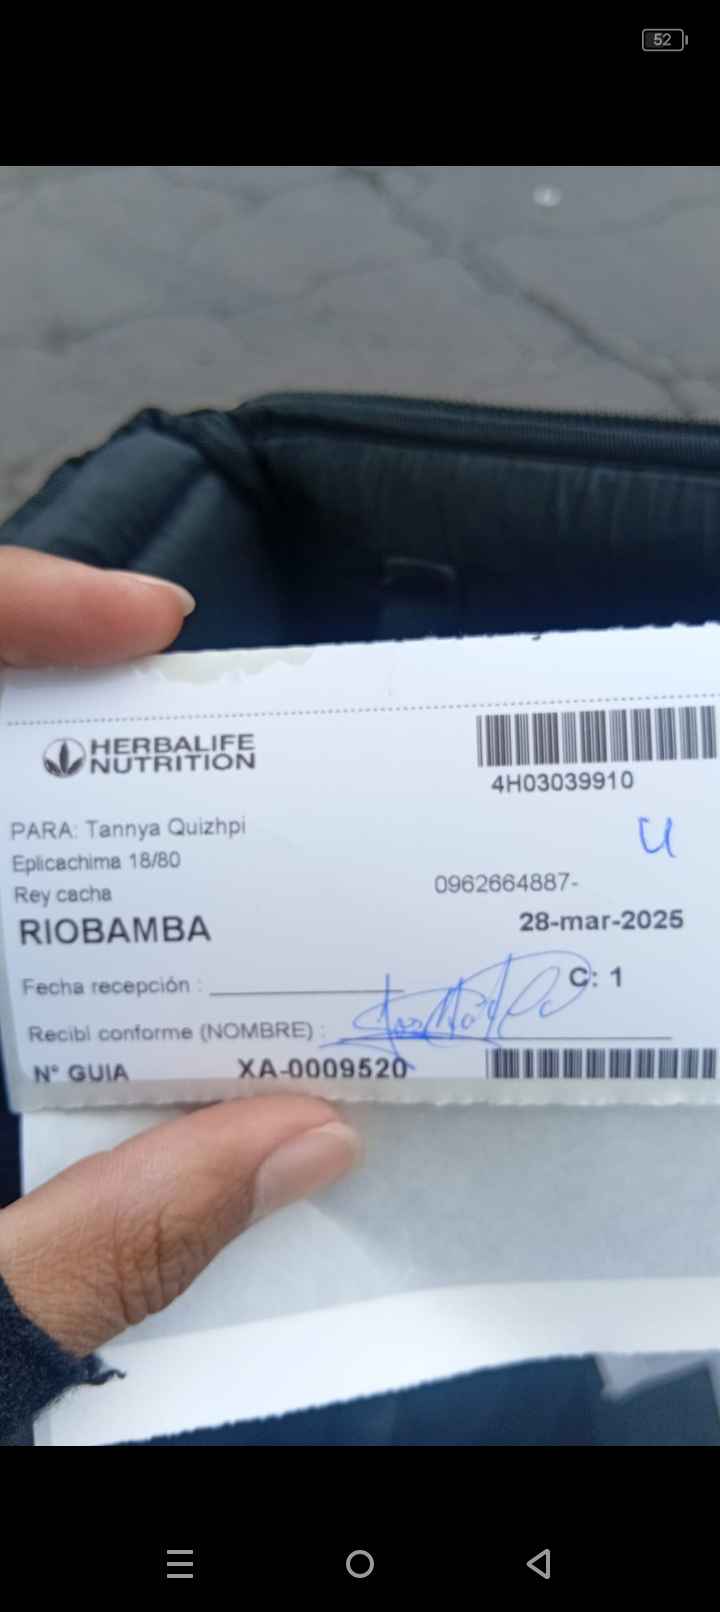 52
HERBALIFE
NUTRITION
4H03039910
PARA: Tannya Quizhpi
U
Eplicachima 18/80
Rey cacha
0962664887-
RIOBAMBA
28-mar-2025
Fecha recepción :
C: 1
Recibí conforme (NOMBRE) :
N° GUIA
XA-0009520